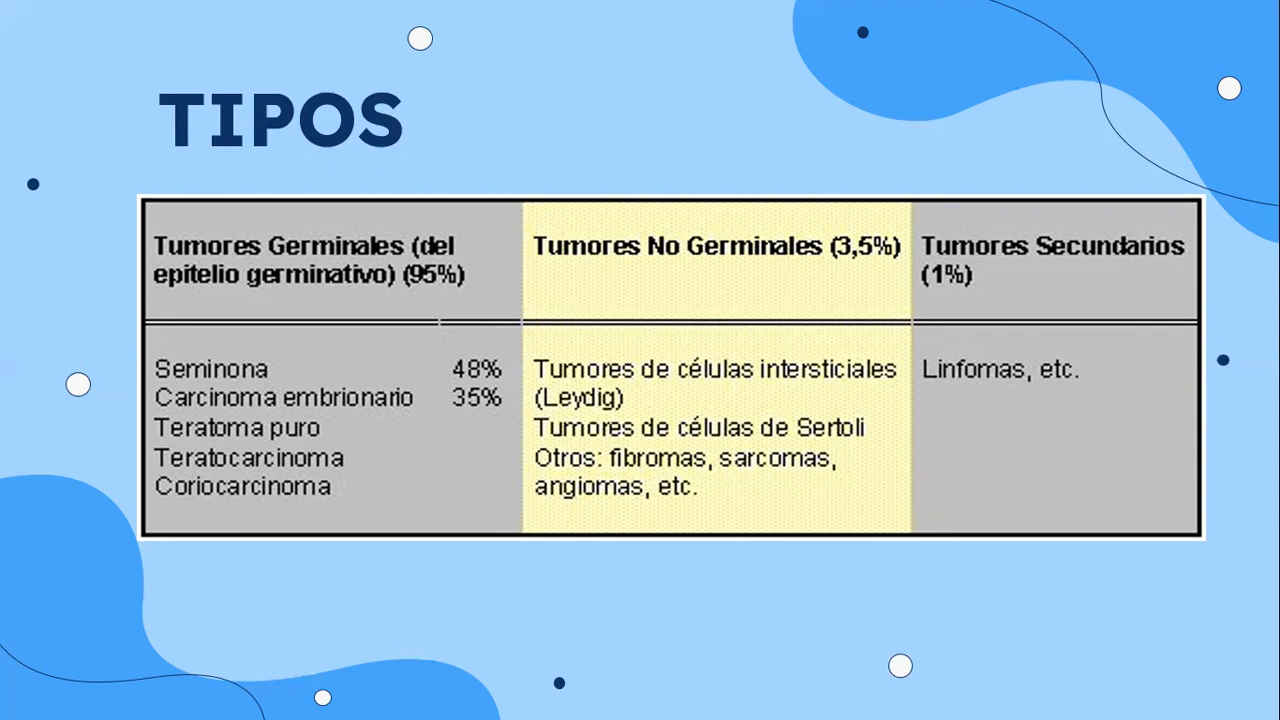 TIPOS
Tumores Germinales (del
epitelio germinativo) (95%)
Tumores No Germinales (3,5%)
Tumores Secundarios
(1%)
Seminona 48%
Carcinoma embrionario 35%
Teratoma puro
Teratocarcinoma
Coriocarcinoma
Tumores de células intersticiales
(Leydig)
Tumores de células de Sertoli
Otros: fibromas, sarcomas,
angiomas, etc.
Linfomas, etc.